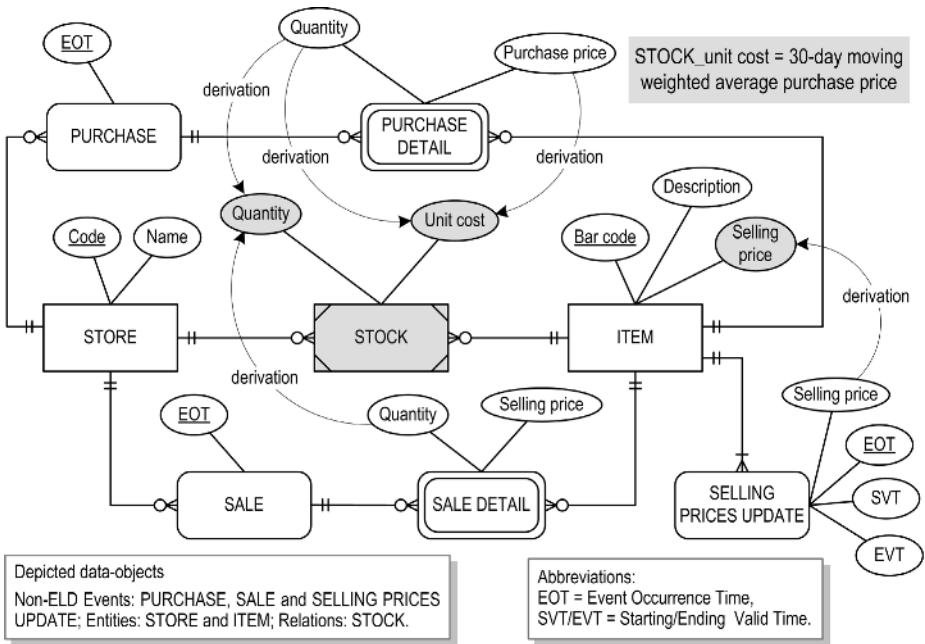 Quantity
EOT
Purchase price
STOCK_unit cost = 30-day moving
weighted average purchase price
derivation
PURCHASE
PURCHASE
DETAIL
derivation
derivation
Description
Quantity
Unit cost
Code
Name
Bar code
Selling
price
derivation
STORE
STOCK
ITEM
derivation
Selling price
Quantity
Selling price
EOT
EOT
SALE
SALE DETAIL
SELLING
PRICES UPDATE
SVT
EVT
Depicted data-objects
Non-ELD Events: PURCHASE, SALE and SELLING PRICES
UPDATE; Entities: STORE and ITEM; Relations: STOCK.
Abbreviations:
EOT = Event Occurrence Time,
SVT/EVT = Starting/Ending Valid Time.